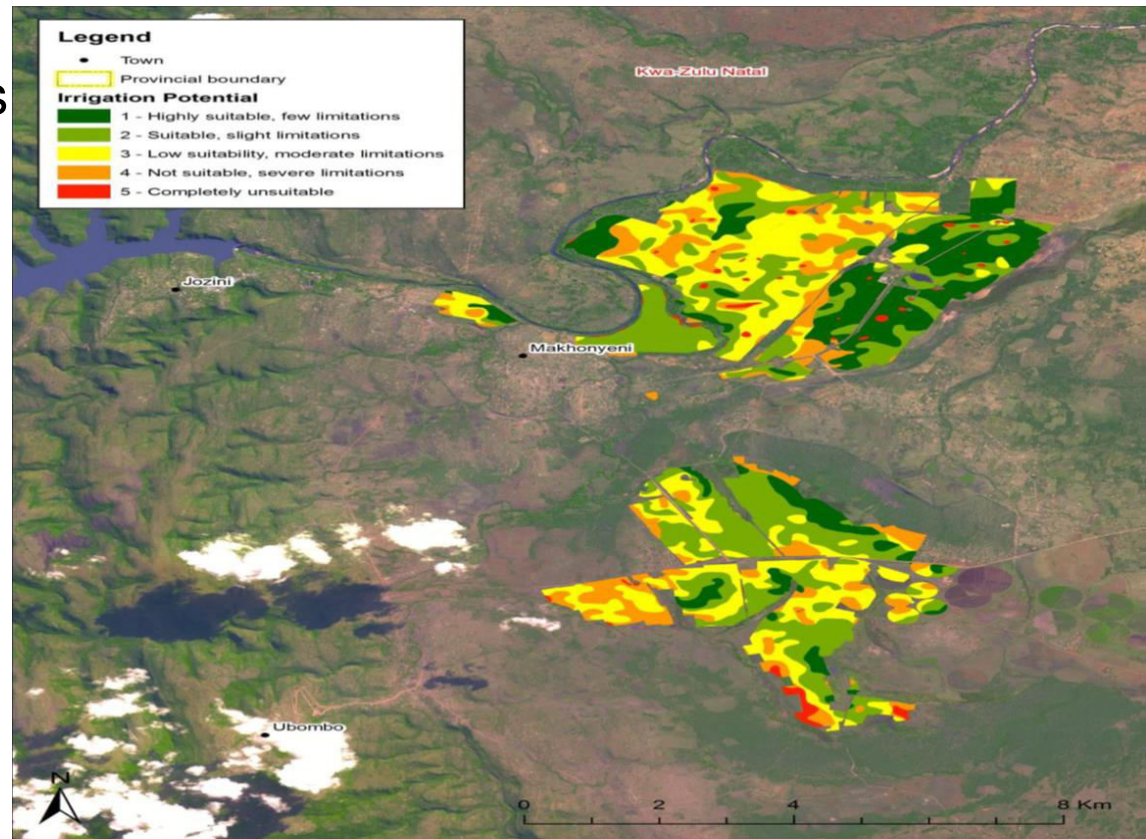 s
Legend
Town
Provincial boundary
Irrigation Potential
1 - Highly suitable, few limitations
2 - Suitable, slight limitations
3 - Low suitability, moderate limitations
4 - Not suitable, severe limitations
5 - Completely unsuitable
Kwa-Zulu Natal
Jozini
Makhonyeni
Ubombo
N
0 2 4 8 Km